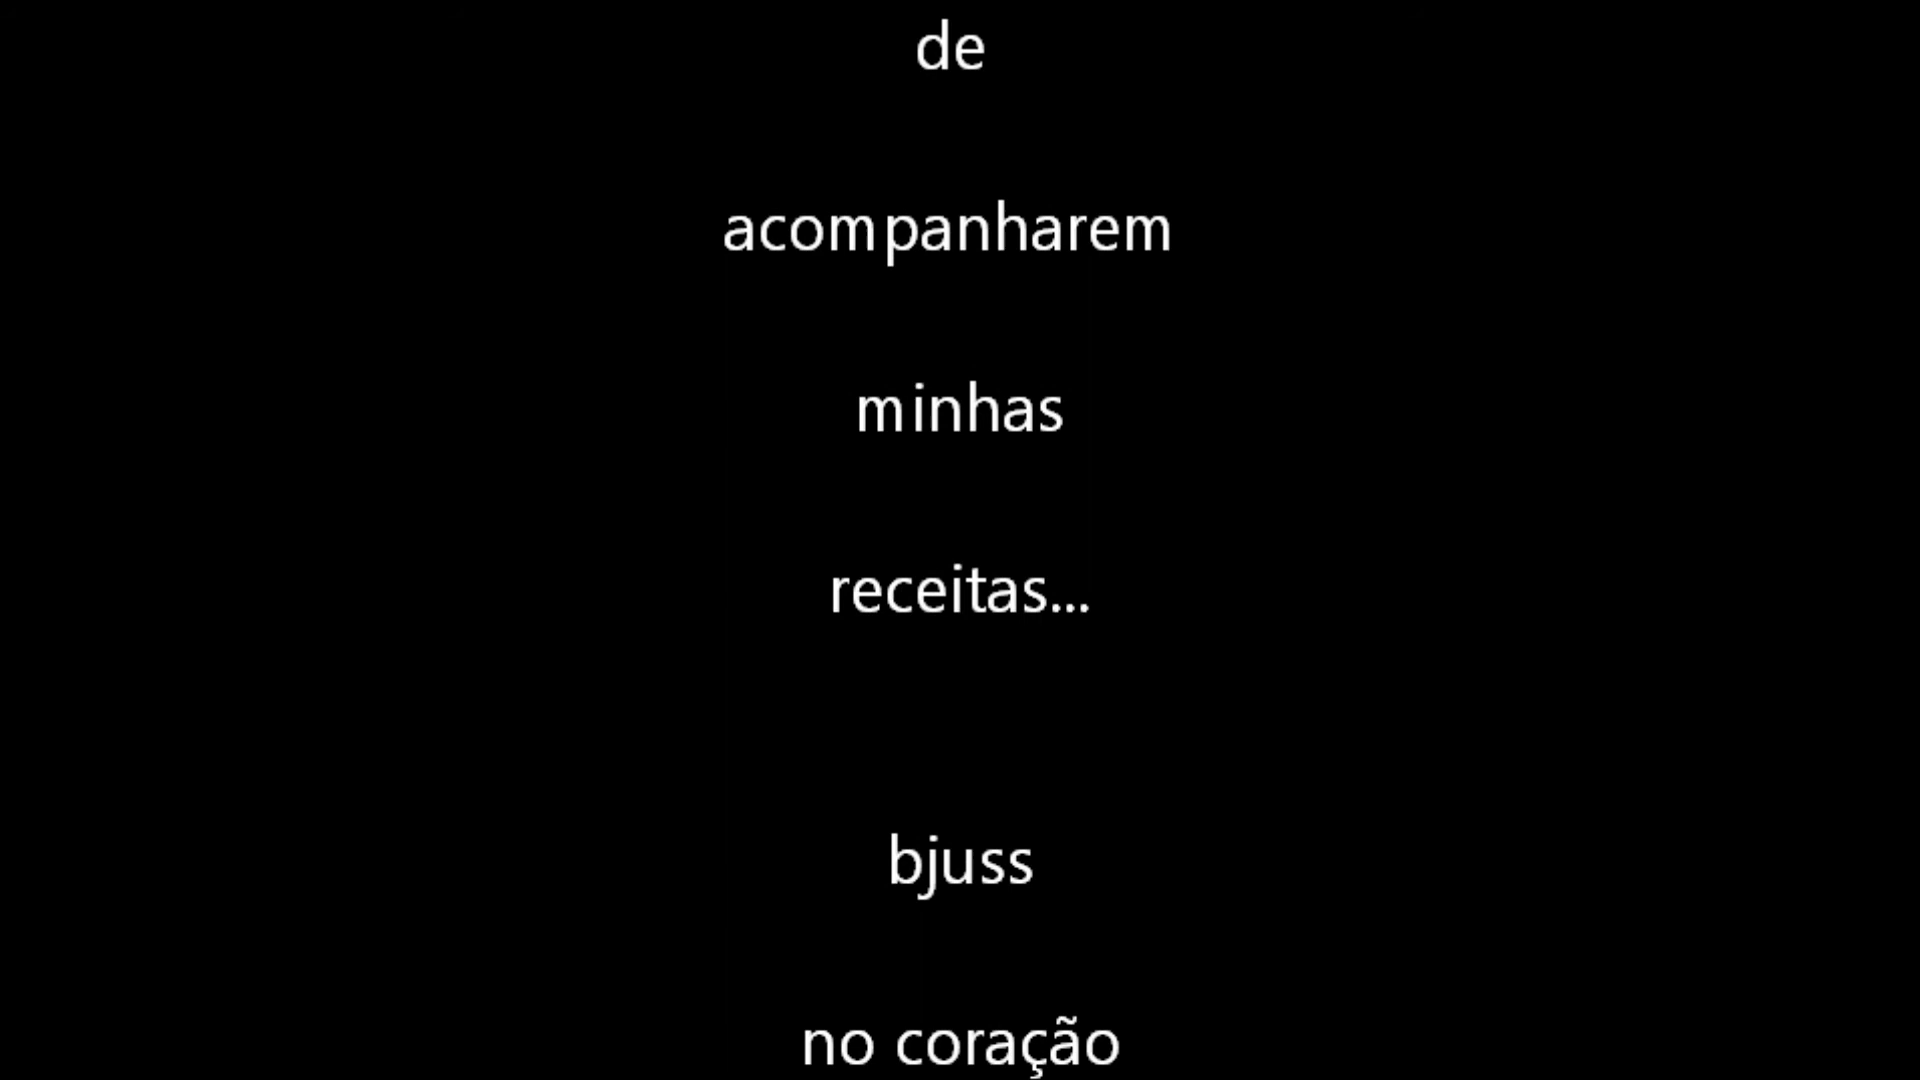 de
acompanharem
minhas
receitas...
bjuss
no coração